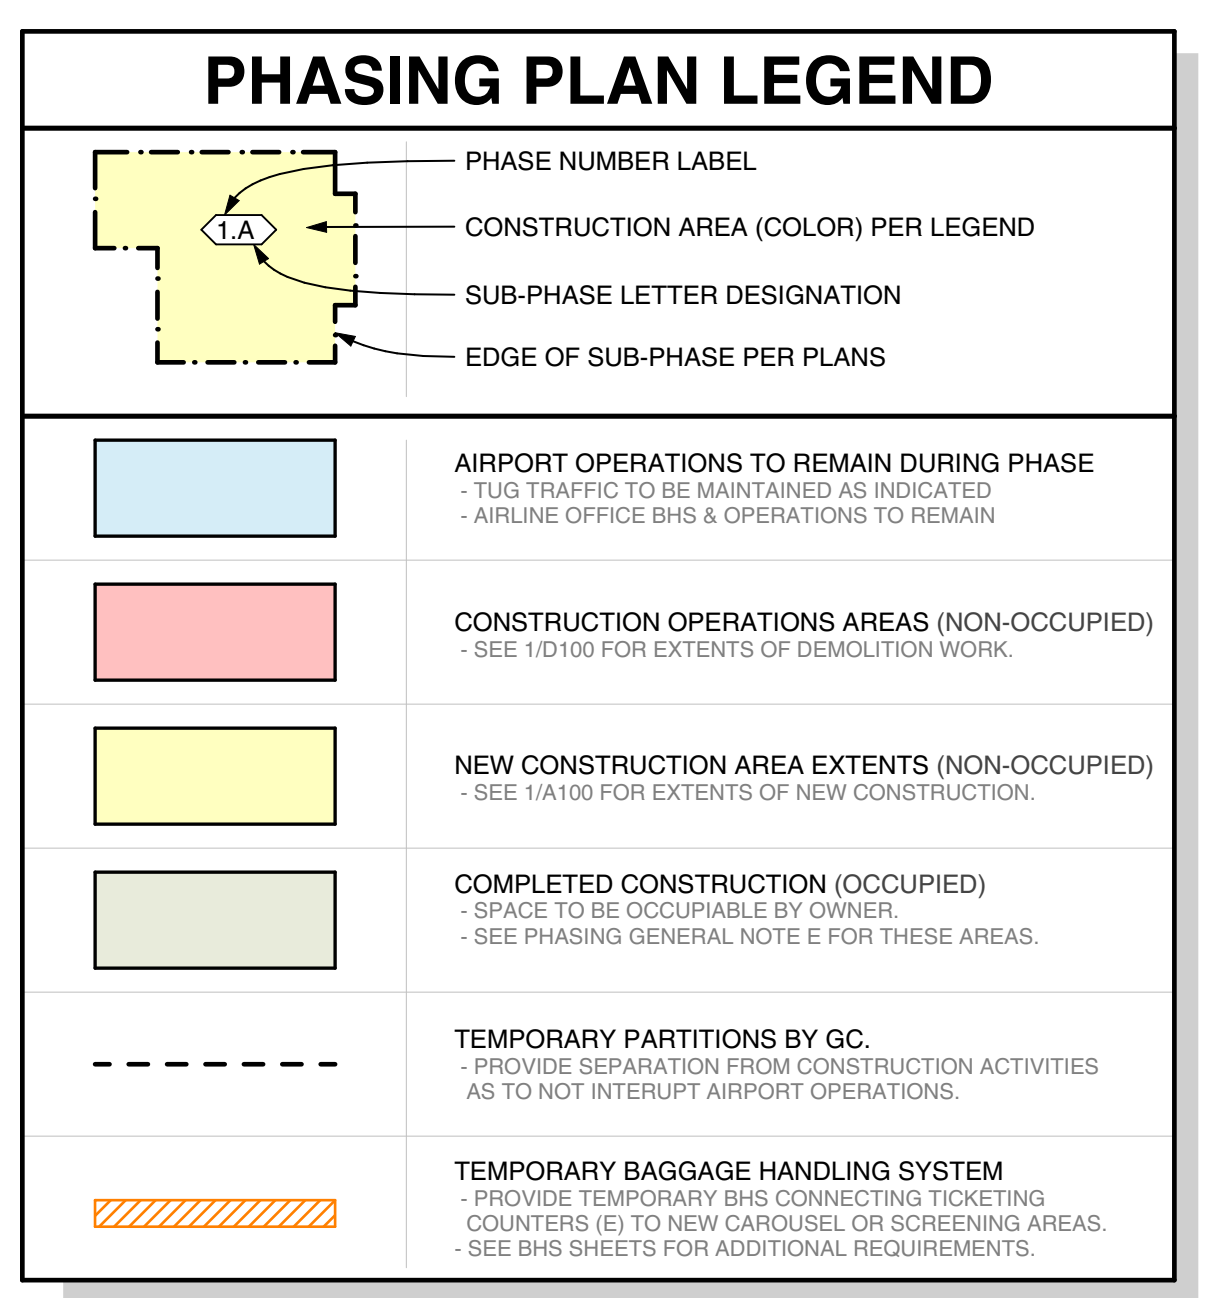 PHASING PLAN LEGEND
1.A
PHASE NUMBER LABEL
CONSTRUCTION AREA (COLOR) PER LEGEND
SUB-PHASE LETTER DESIGNATION
EDGE OF SUB-PHASE PER PLANS
AIRPORT OPERATIONS TO REMAIN DURING PHASE
- TUG TRAFFIC TO BE MAINTAINED AS INDICATED
- AIRLINE OFFICE BHS & OPERATIONS TO REMAIN
CONSTRUCTION OPERATIONS AREAS (NON-OCCUPIED)
- SEE 1/D100 FOR EXTENTS OF DEMOLITION WORK.
NEW CONSTRUCTION AREA EXTENTS (NON-OCCUPIED)
- SEE 1/A100 FOR EXTENTS OF NEW CONSTRUCTION.
COMPLETED CONSTRUCTION (OCCUPIED)
- SPACE TO BE OCCUPIABLE BY OWNER.
- SEE PHASING GENERAL NOTE E FOR THESE AREAS.
TEMPORARY PARTITIONS BY GC.
- PROVIDE SEPARATION FROM CONSTRUCTION ACTIVITIES
AS TO NOT INTERUPT AIRPORT OPERATIONS.
TEMPORARY BAGGAGE HANDLING SYSTEM
- PROVIDE TEMPORARY BHS CONNECTING TICKETING
COUNTERS (E) TO NEW CAROUSEL OR SCREENING AREAS.
- SEE BHS SHEETS FOR ADDITIONAL REQUIREMENTS.